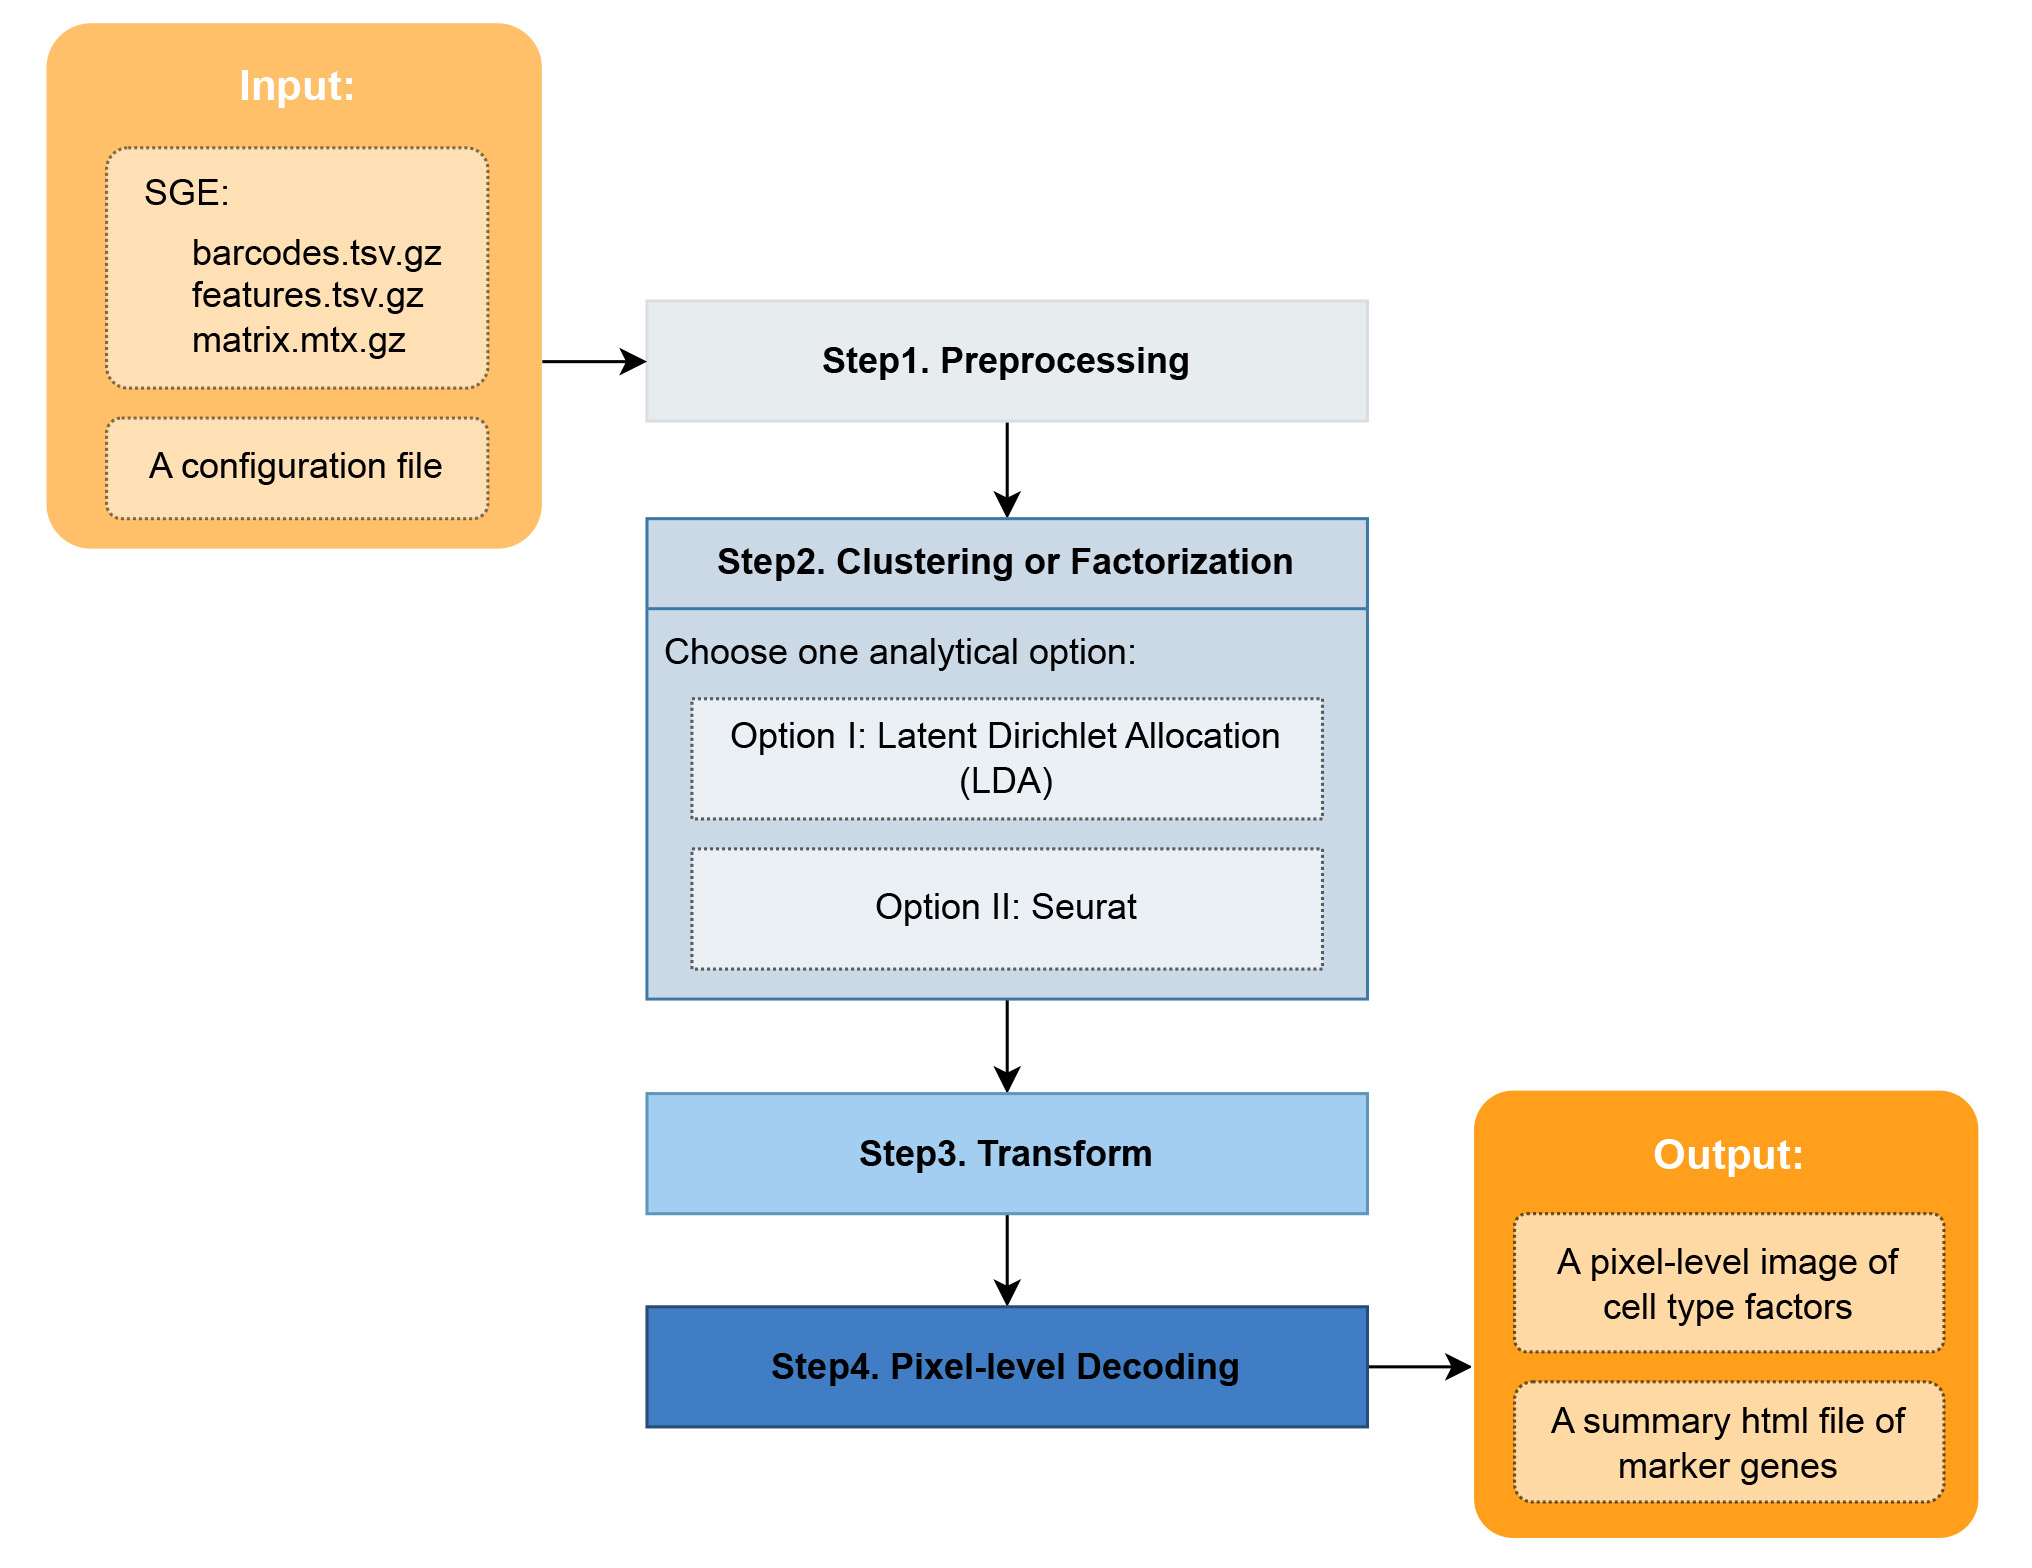 Input:
SGE:
barcodes.tsv.gz
features.tsv.gz
matrix.mtx.gz
A configuration file
Step1. Preprocessing
Step2. Clustering or Factorization
Choose one analytical option:
Option I: Latent Dirichlet Allocation
(LDA)
Option II: Seurat
Step3. Transform
Step4. Pixel-level Decoding
Output:
A pixel-level image of
cell type factors
A summary html file of
marker genes